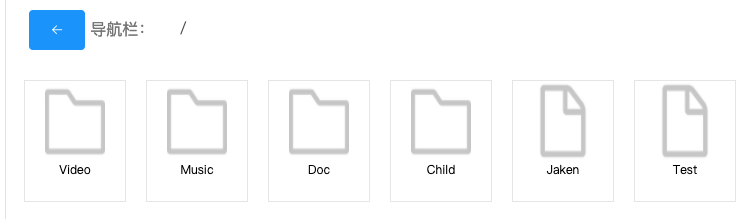 ← 导航栏： /
Video Music Doc Child Jaken Test